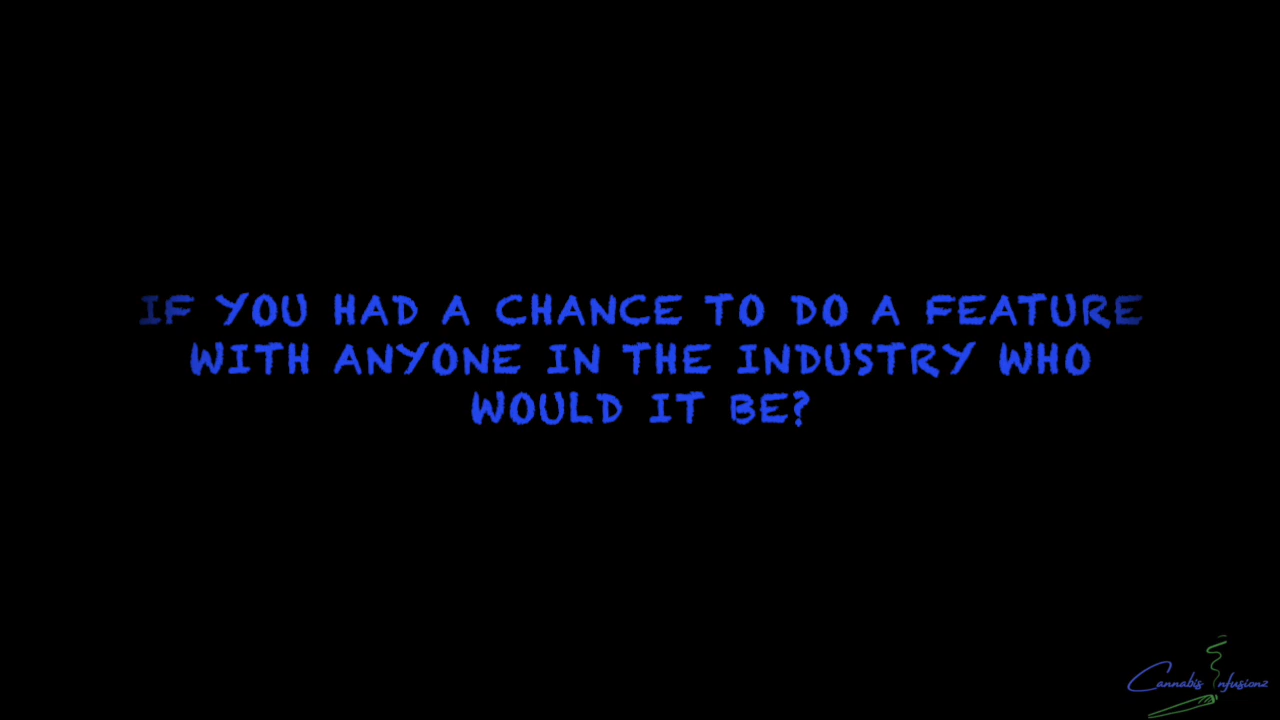 IF YOU HAD A CHANCE TO DO A FEATURE
WITH ANYONE IN THE INDUSTRY WHO
WOULD IT BE?
Cannabis Infusionz